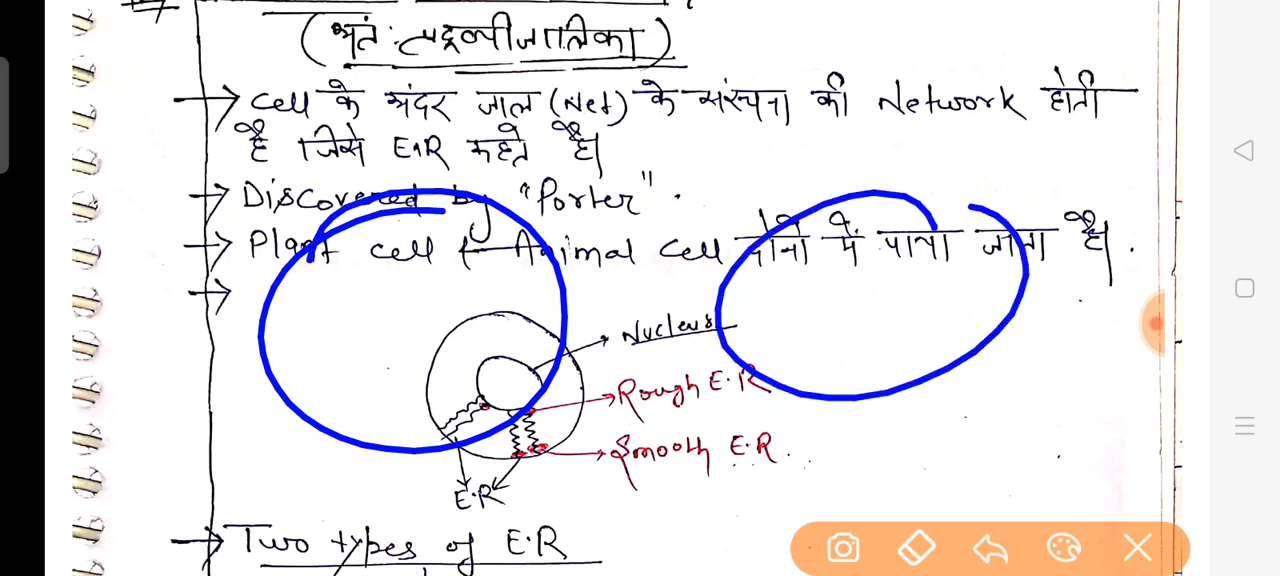 (अंतः प्रद्रव्यीजालिका)
→ Cell के अंदर जाल (Net) के संरचना की Network होती
है जिसे E.R कहते है।
→ Discovered by "Porter".
→ Plant cell & Animal cell दोनो में पाया जाता है।
Nucleus
Rough E.R
Smooth E.R.
E.R
→ Two types of E.R